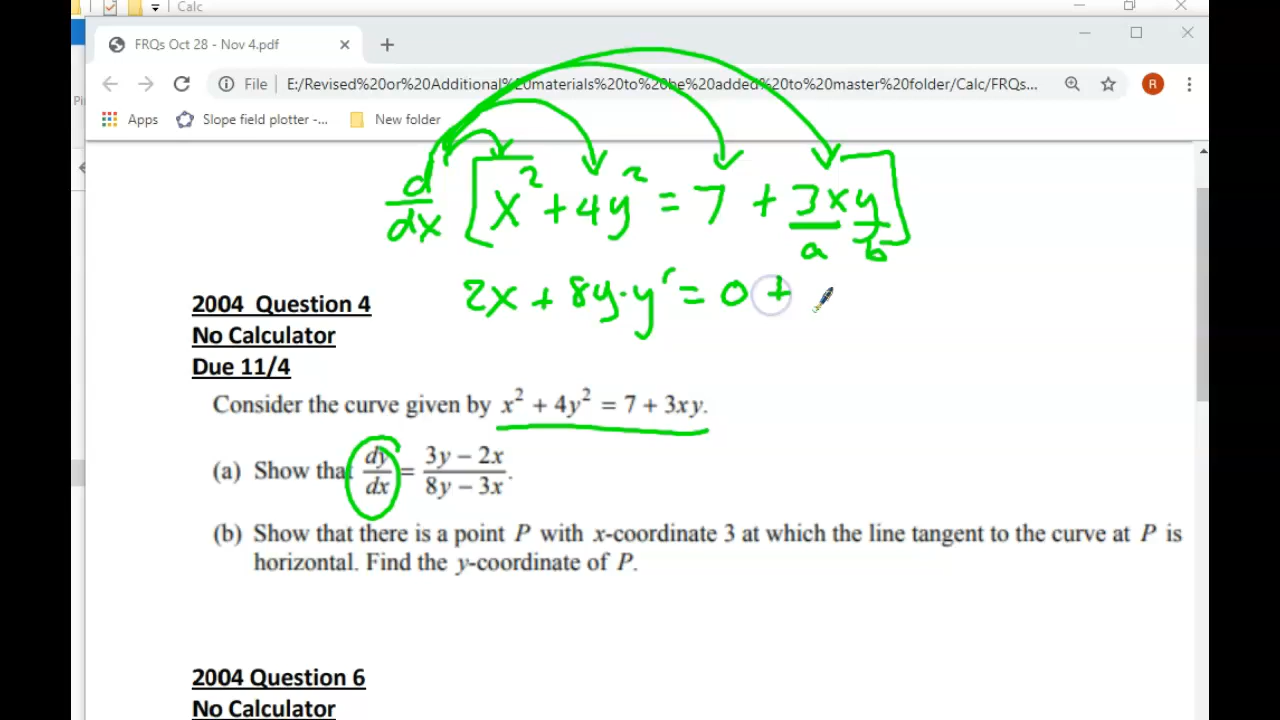 Calc
FRQs Oct 28 - Nov 4.pdf
File E:/Revised%20or%20Additional%20materials%20to%20be%20added%20to%20master%20folder/Calc/FRQs... R
Apps Slope field plotter -... New folder
d/dx [x² + 4y² = 7 + 3xy]
a b
2x + 8y·y' = 0 +
2004 Question 4
No Calculator
Due 11/4
Consider the curve given by x² + 4y² = 7 + 3xy.
(a) Show that dy/dx = (3y − 2x)/(8y − 3x).
(b) Show that there is a point P with x-coordinate 3 at which the line tangent to the curve at P is
horizontal. Find the y-coordinate of P.
2004 Question 6
No Calculator